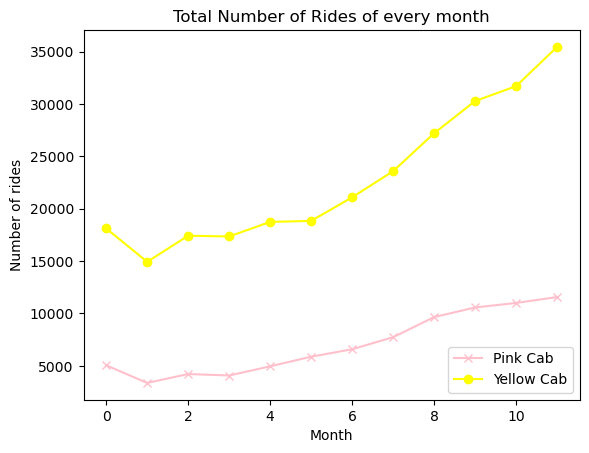 Total Number of Rides of every month
35000
30000
25000
20000
15000
10000
5000
Number of rides
0 2 4 6 8 10
Month
Pink Cab
Yellow Cab